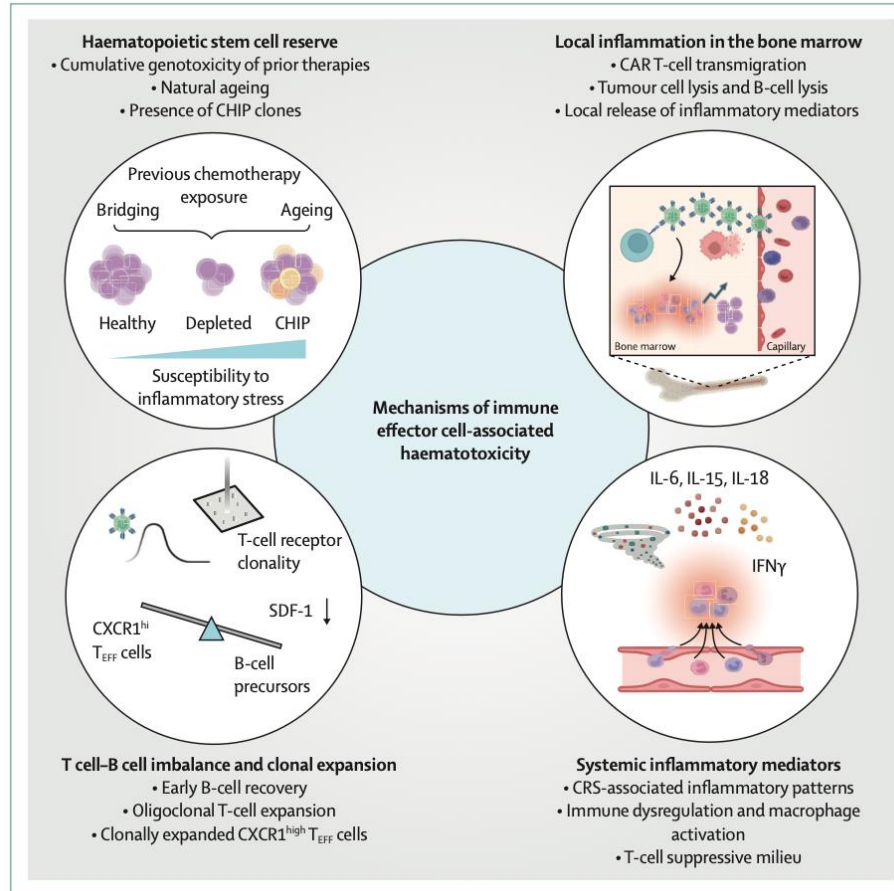 Haematopoietic stem cell reserve
• Cumulative genotoxicity of prior therapies
• Natural ageing
• Presence of CHIP clones
Previous chemotherapy
exposure
Bridging
Ageing
Healthy
Depleted
CHIP
Susceptibility to
inflammatory stress
Local inflammation in the bone marrow
• CAR T-cell transmigration
• Tumour cell lysis and B-cell lysis
• Local release of inflammatory mediators
Bone marrow
Capillary
Mechanisms of immune
effector cell-associated
haematotoxicity
T-cell receptor
clonality
SDF-1
CXCR1hi
TEFF cells
B-cell
precursors
T cell–B cell imbalance and clonal expansion
• Early B-cell recovery
• Oligoclonal T-cell expansion
• Clonally expanded CXCR1high TEFF cells
IL-6, IL-15, IL-18
IFNγ
Systemic inflammatory mediators
• CRS-associated inflammatory patterns
• Immune dysregulation and macrophage
activation
• T-cell suppressive milieu